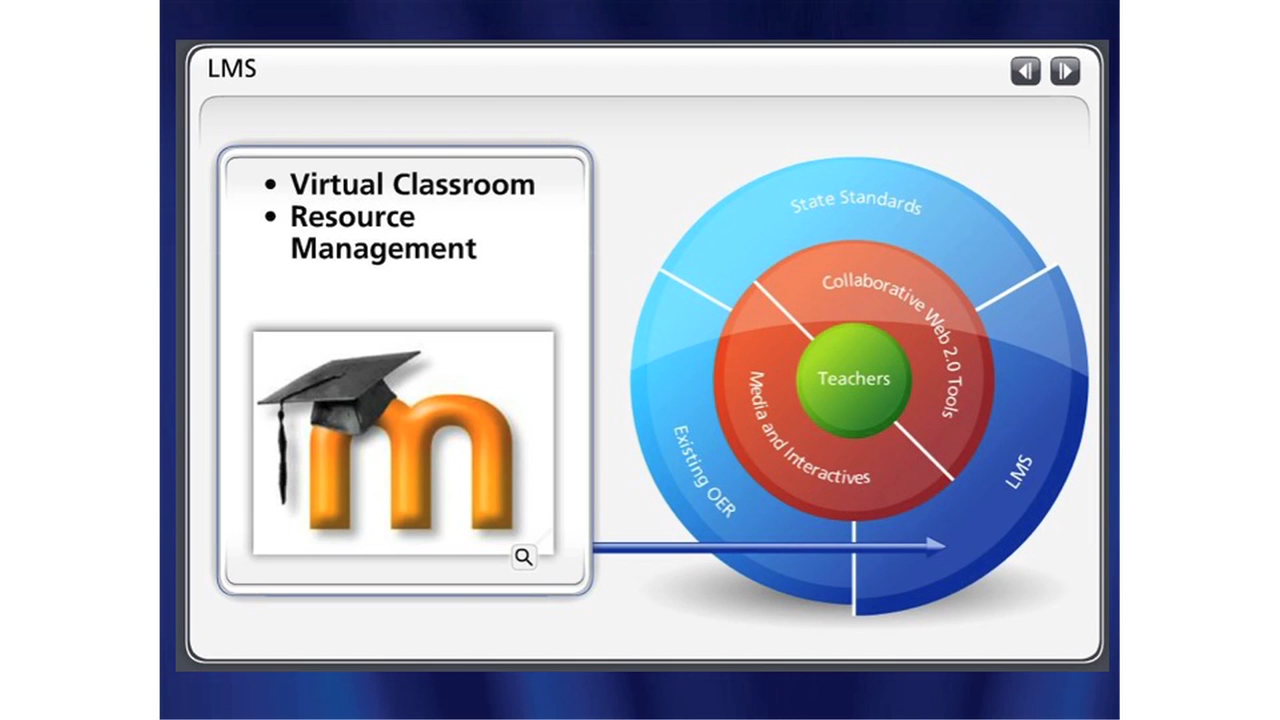 LMS
• Virtual Classroom
• Resource
Management
m
State Standards
Collaborative Web 2.0 Tools
Teachers
Media and Interactives
Existing OER
LMS